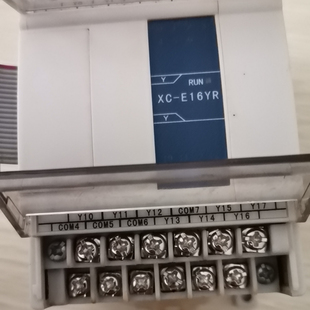 Y RUN
XC-E16YR
Y
Y10 Y11 Y12 COM7 Y15 Y17
COM4 COM5 COM6 Y13 Y14 Y16